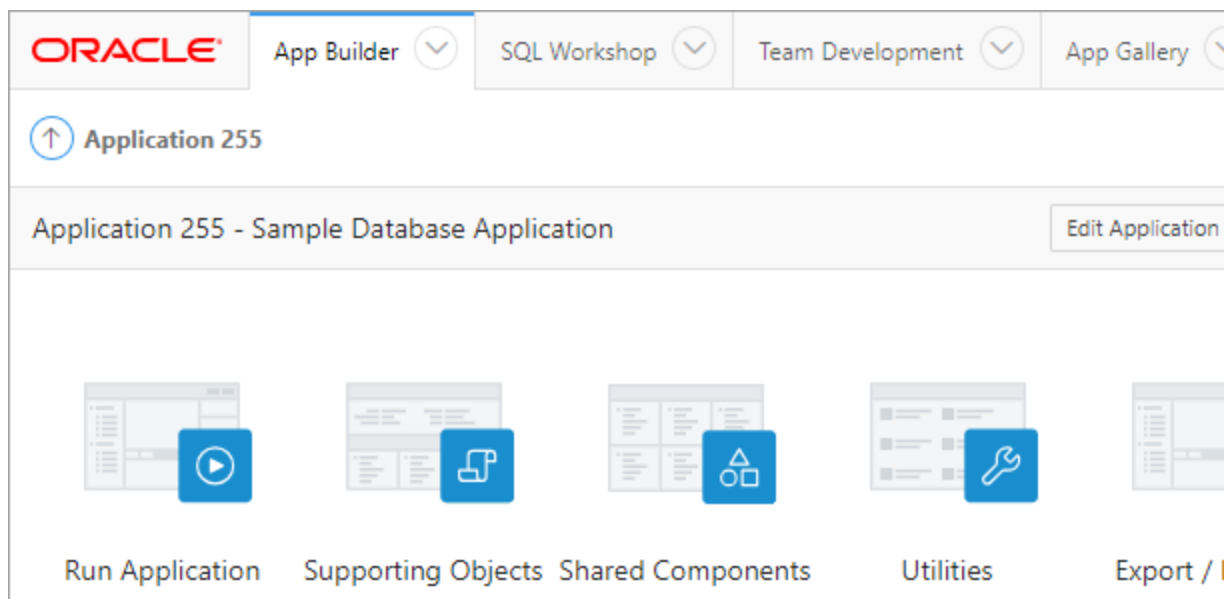 ORACLE App Builder SQL Workshop Team Development App Gallery
Application 255
Application 255 - Sample Database Application Edit Application
Run Application Supporting Objects Shared Components Utilities Export /